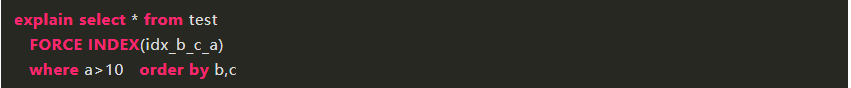 explain select * from test
FORCE INDEX(idx_b_c_a)
where a>10 order by b,c